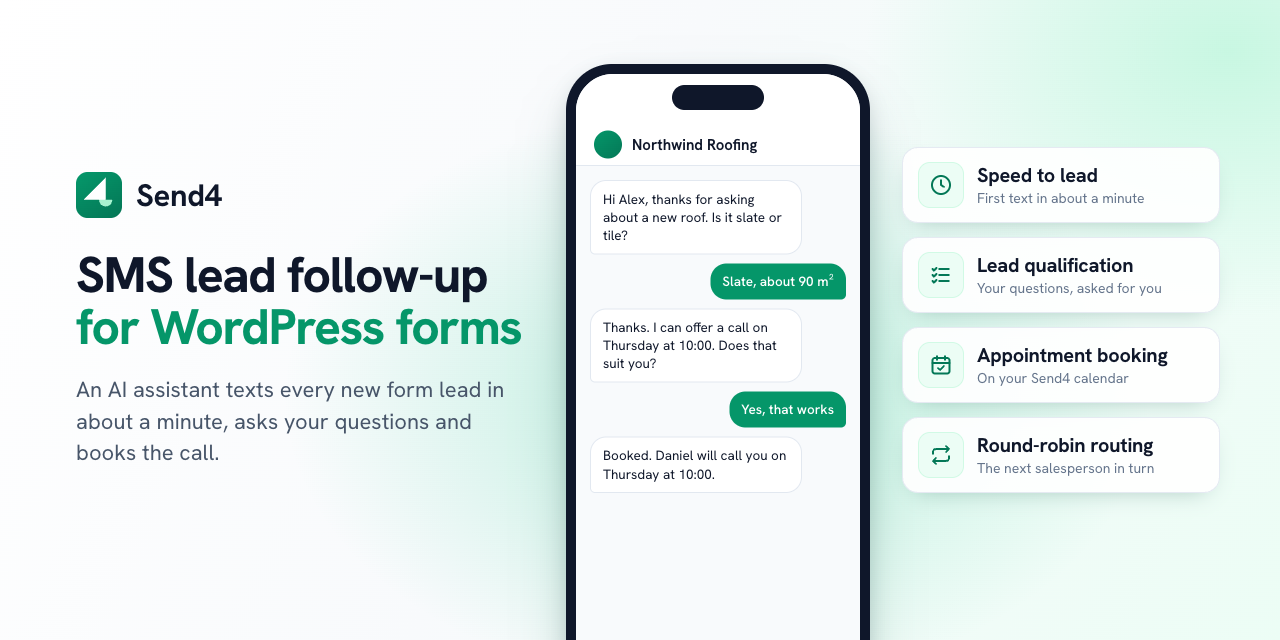 Send4
SMS lead follow-up
for WordPress forms
An AI assistant texts every new form lead in
about a minute, asks your questions and
books the call.
Northwind Roofing
Hi Alex, thanks for asking
about a new roof. Is it slate or
tile?
Slate, about 90 m²
Thanks. I can offer a call on
Thursday at 10:00. Does that
suit you?
Yes, that works
Booked. Daniel will call you on
Thursday at 10:00.
Speed to lead
First text in about a minute
Lead qualification
Your questions, asked for you
Appointment booking
On your Send4 calendar
Round-robin routing
The next salesperson in turn